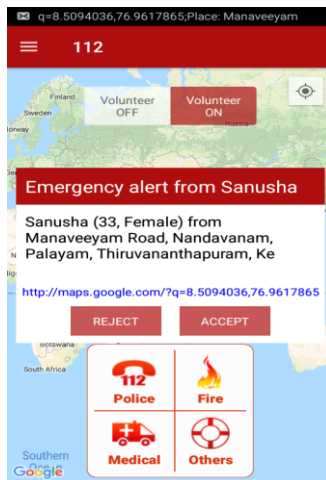 q=8.5094036,76.9617865;Place: Manaveeyam
112
Finland
Sweden
Volunteer
OFF
Volunteer
ON
Russia
Emergency alert from Sanusha
Sanusha (33, Female) from
Manaveeyam Road, Nandavanam,
Palayam, Thiruvananthapuram, Ke
http://maps.google.com/?q=8.5094036,76.9617865
REJECT
ACCEPT
Botswana
South Africa
112
Police
Fire
Medical
Others
Southern
Google